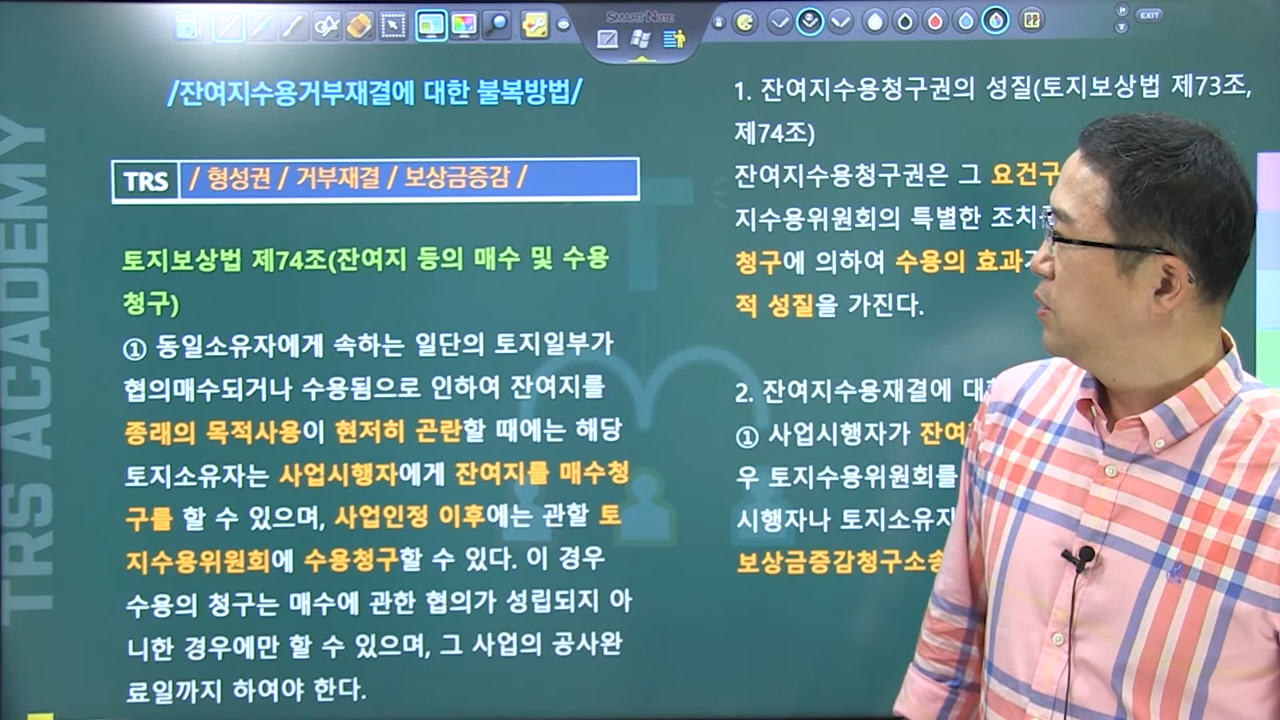 SMART NOTE
EXIT
/잔여지수용거부재결에 대한 불복방법/
TRS / 형성권 / 거부재결 / 보상금증감 /
토지보상법 제74조(잔여지 등의 매수 및 수용
청구)
① 동일소유자에게 속하는 일단의 토지일부가
협의매수되거나 수용됨으로 인하여 잔여지를
종래의 목적사용이 현저히 곤란할 때에는 해당
토지소유자는 사업시행자에게 잔여지를 매수청
구를 할 수 있으며, 사업인정 이후에는 관할 토
지수용위원회에 수용청구할 수 있다. 이 경우
수용의 청구는 매수에 관한 협의가 성립되지 아
니한 경우에만 할 수 있으며, 그 사업의 공사완
료일까지 하여야 한다.
1. 잔여지수용청구권의 성질(토지보상법 제73조,
제74조)
잔여지수용청구권은 그 요건구
지수용위원회의 특별한 조치
청구에 의하여 수용의 효과
적 성질을 가진다.
2. 잔여지수용재결에 대
① 사업시행자가 잔여
우 토지수용위원회를
시행자나 토지소유자
보상금증감청구소송
TRS ACADEMY